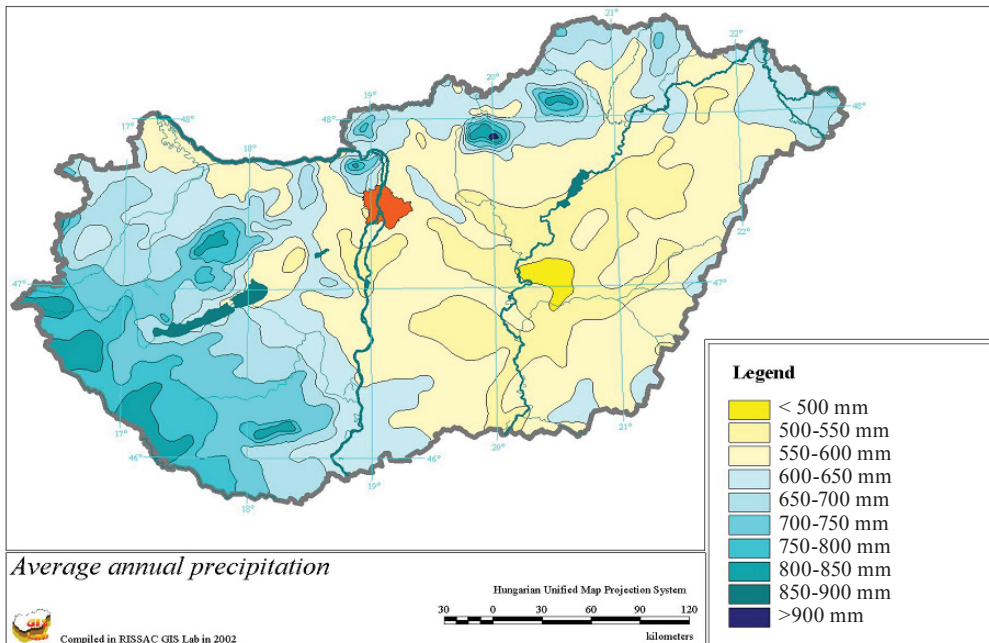 22°
20°
19°
48°
17°
48°
18°
48°
22°
47°
47°
47°
Legend
< 500 mm
500-550 mm
550-600 mm
600-650 mm
650-700 mm
700-750 mm
750-800 mm
800-850 mm
850-900 mm
>900 mm
17°
18°
46°
19°
46°
20°
21°
Average annual precipitation
Hungarian Unified Map Projection System
30 0 30 60 90 120
kilometers
GIS
Compiled in RISSAC GIS Lab in 2002